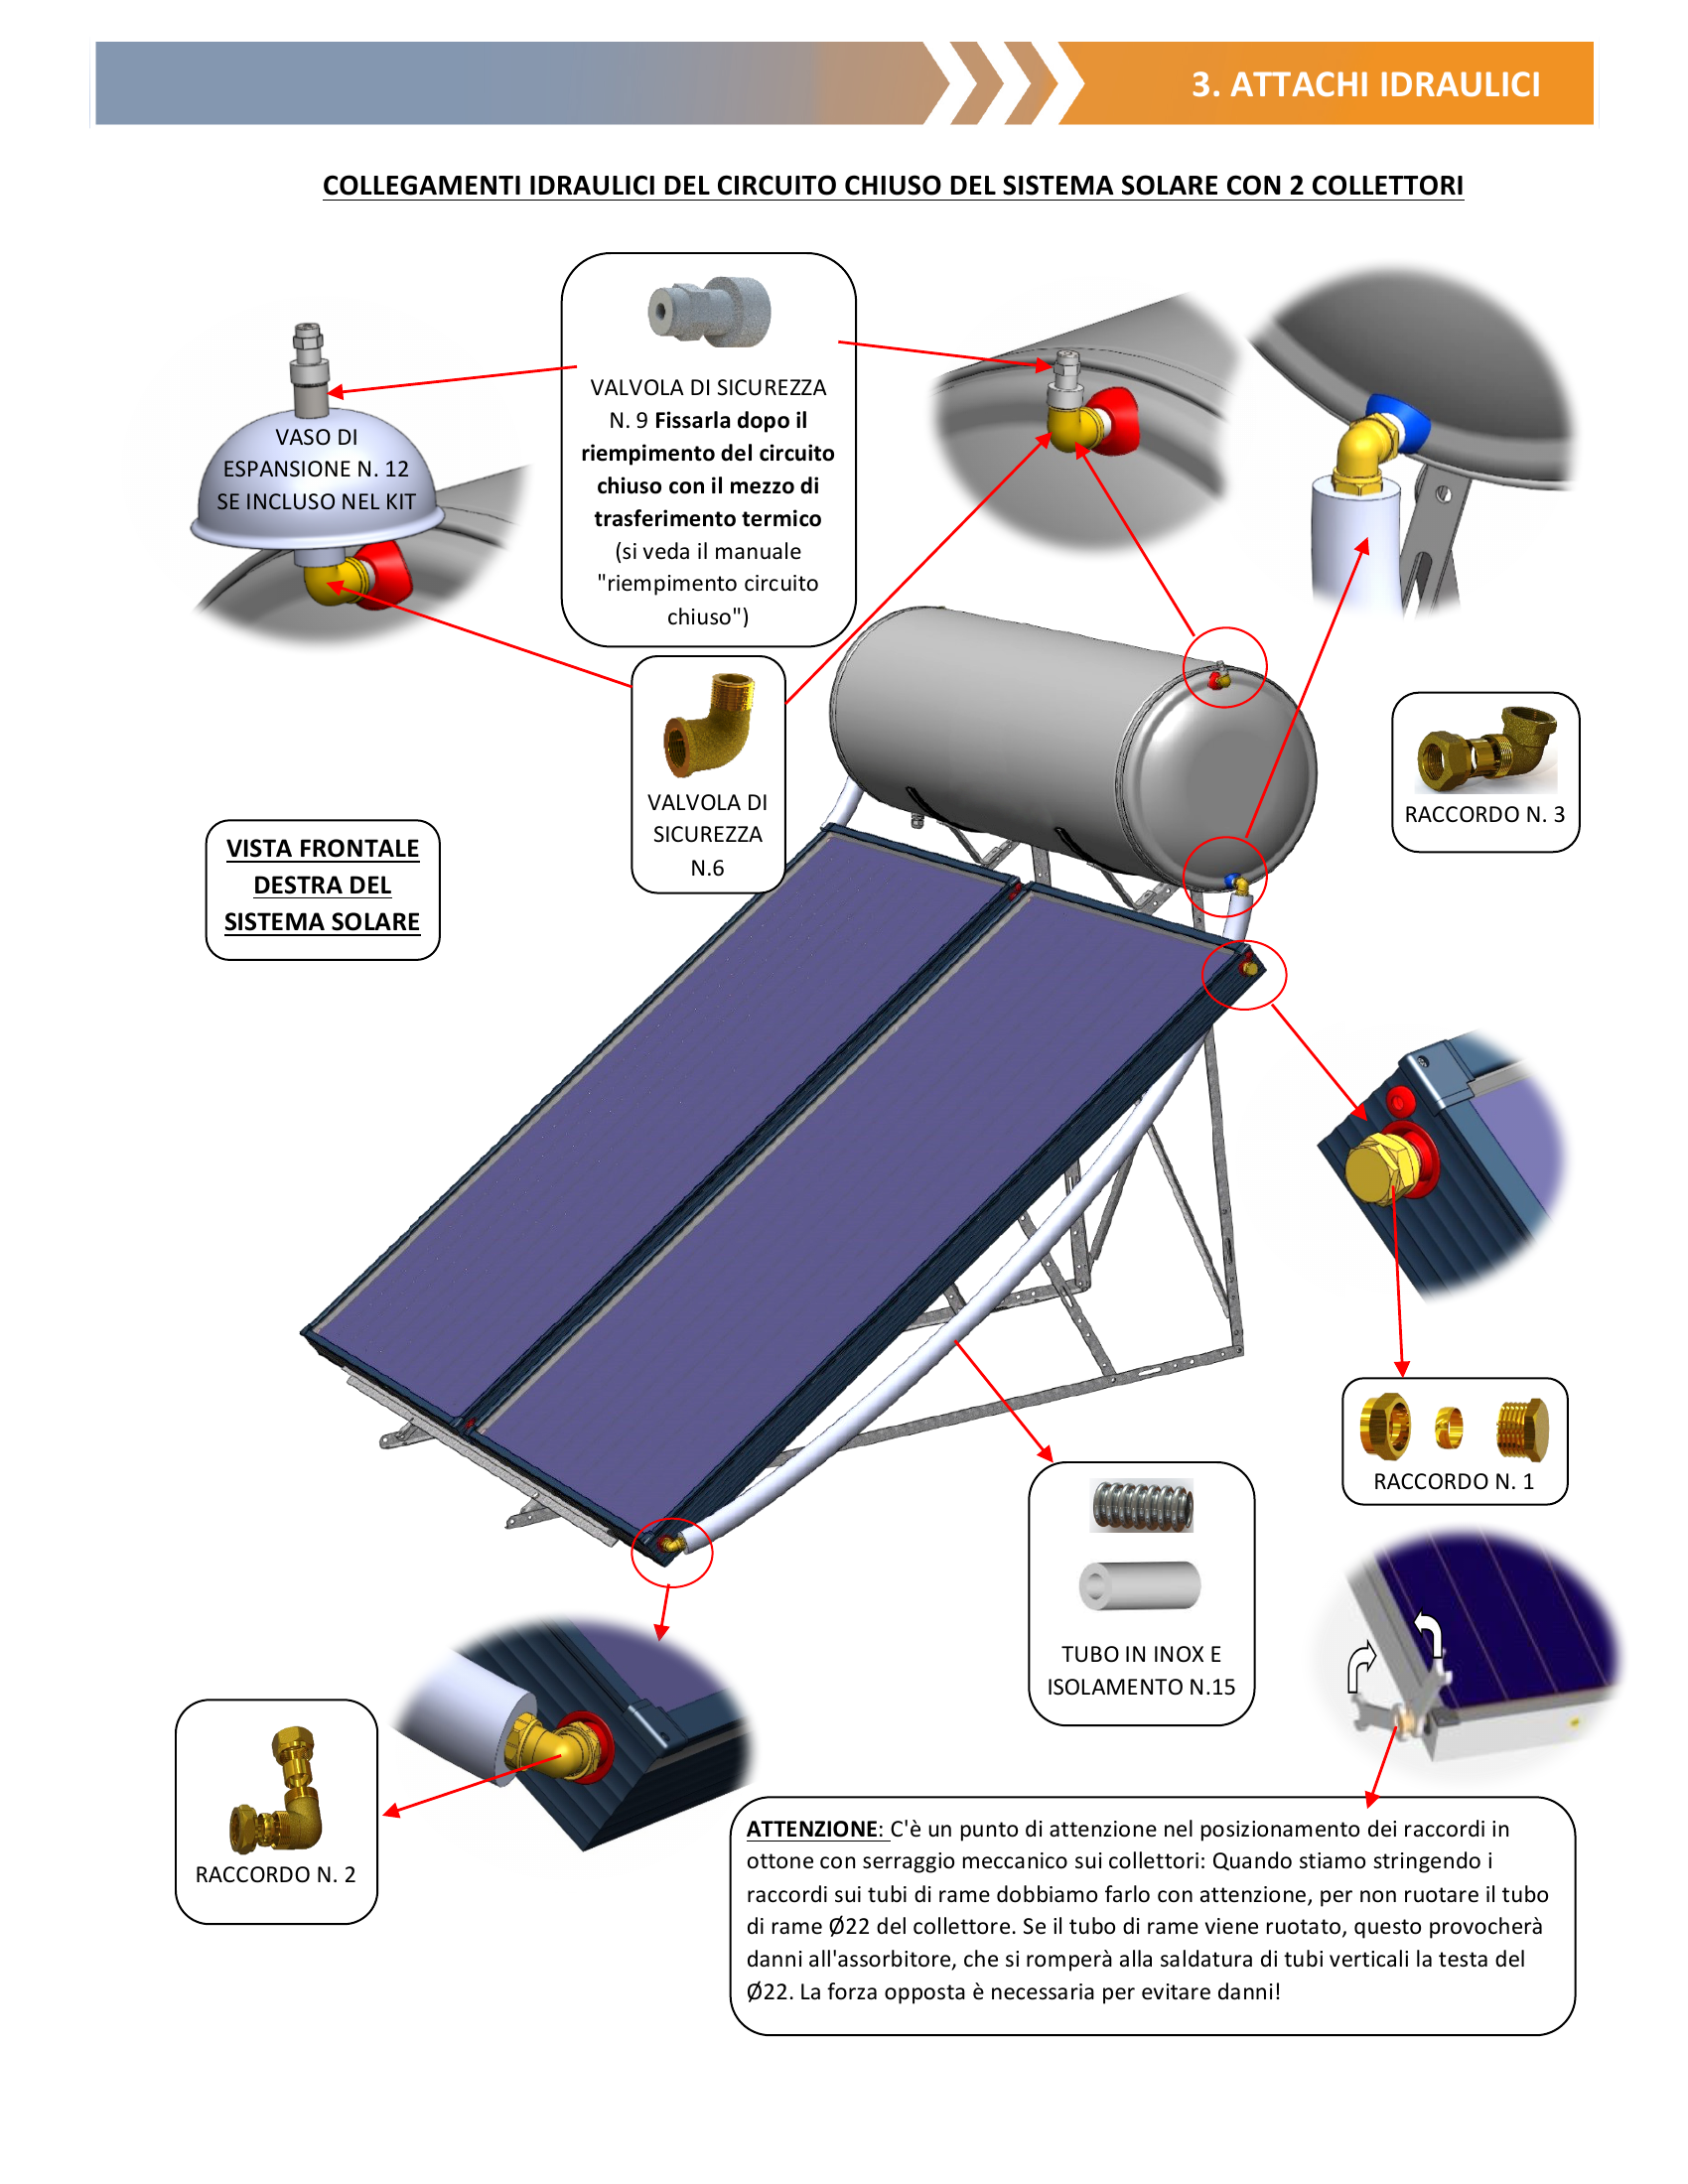 3. ATTACHI IDRAULICI
COLLEGAMENTI IDRAULICI DEL CIRCUITO CHIUSO DEL SISTEMA SOLARE CON 2 COLLETTORI
VASO DI
ESPANSIONE N. 12
SE INCLUSO NEL KIT
VALVOLA DI SICUREZZA
N. 9 Fissarla dopo il
riempimento del circuito
chiuso con il mezzo di
trasferimento termico
(si veda il manuale
"riempimento circuito
chiuso")
VALVOLA DI
SICUREZZA
N.6
RACCORDO N. 3
VISTA FRONTALE
DESTRA DEL
SISTEMA SOLARE
RACCORDO N. 1
TUBO IN INOX E
ISOLAMENTO N.15
RACCORDO N. 2
ATTENZIONE: C'è un punto di attenzione nel posizionamento dei raccordi in
ottone con serraggio meccanico sui collettori: Quando stiamo stringendo i
raccordi sui tubi di rame dobbiamo farlo con attenzione, per non ruotare il tubo
di rame Ø22 del collettore. Se il tubo di rame viene ruotato, questo provocherà
danni all'assorbitore, che si romperà alla saldatura di tubi verticali la testa del
Ø22. La forza opposta è necessaria per evitare danni!